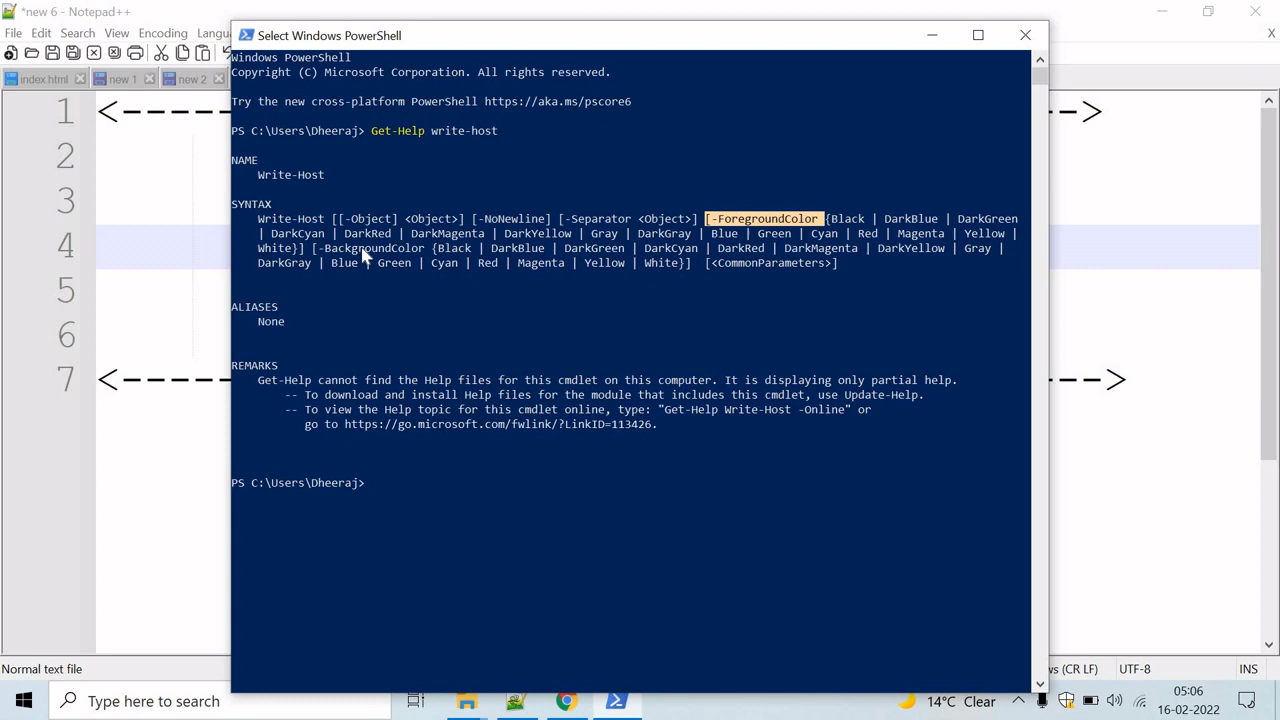 *new 6 - Notepad++
File Edit Search View Encoding Langu
X
index html new 1 new 2
Select Windows PowerShell
Windows PowerShell
Copyright (C) Microsoft Corporation. All rights reserved.
Try the new cross-platform PowerShell https://aka.ms/pscore6
PS C:\Users\Dheeraj> Get-Help write-host
NAME
Write-Host
SYNTAX
Write-Host [[-Object] <Object>] [-NoNewline] [-Separator <Object>] [-ForegroundColor {Black | DarkBlue | DarkGreen
| DarkCyan | DarkRed | DarkMagenta | DarkYellow | Gray | DarkGray | Blue | Green | Cyan | Red | Magenta | Yellow |
White}] [-BackgroundColor {Black | DarkBlue | DarkGreen | DarkCyan | DarkRed | DarkMagenta | DarkYellow | Gray |
DarkGray | Blue | Green | Cyan | Red | Magenta | Yellow | White}] [<CommonParameters>]
ALIASES
None
REMARKS
Get-Help cannot find the Help files for this cmdlet on this computer. It is displaying only partial help.
-- To download and install Help files for the module that includes this cmdlet, use Update-Help.
-- To view the Help topic for this cmdlet online, type: "Get-Help Write-Host -Online" or
go to https://go.microsoft.com/fwlink/?LinkID=113426.
PS C:\Users\Dheeraj>
1 <-- -->
2
3
4
5
6
7 <-- -->
Normal text file ws (CR LF) UTF-8 INS
Type here to search 14°C Clear 05:06
16-02-2022